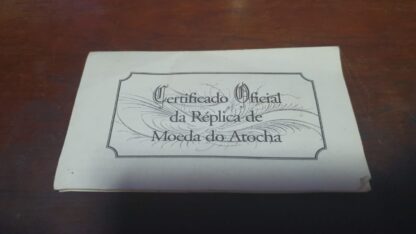 Certificado Oficial
da Réplica de
Moeda do Atocha